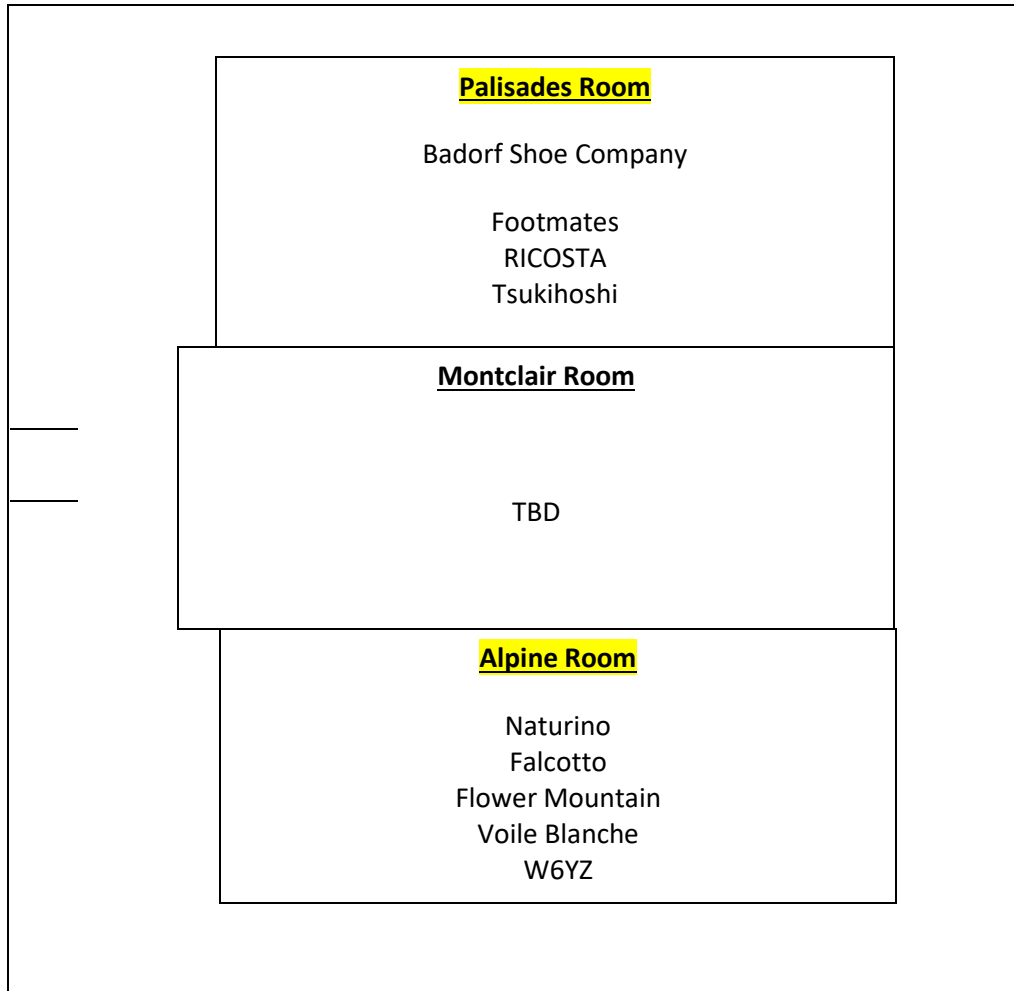 Palisades Room
Badorf Shoe Company
Footmates
RICOSTA
Tsukihoshi
Montclair Room
TBD
Alpine Room
Naturino
Falcotto
Flower Mountain
Voile Blanche
W6YZ